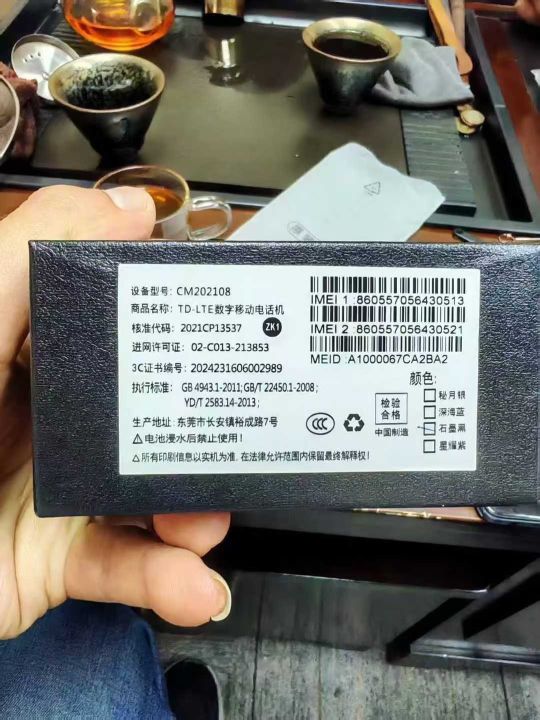 设备型号: CM202108
商品名称: TD-LTE数字移动电话机
核准代码: 2021CP13537 ZK1
进网许可证: 02-C013-213853
3C证书编号: 2024231606002989
执行标准: GB 4943.1-2011; GB/T 22450.1-2008;
YD/T 2583.14-2013;
生产地址: 东莞市长安镇裕成路7号
电池浸水后禁止使用!
所有印刷信息以实机为准, 在法律允许范围内保留最终解释权!
IMEI 1 : 860557056430513
IMEI 2 : 860557056430521
MEID :A1000067CA2BA2
颜色:
检验
合格
中国制造
CCC
秘月银
深海蓝
石墨黑
星耀紫